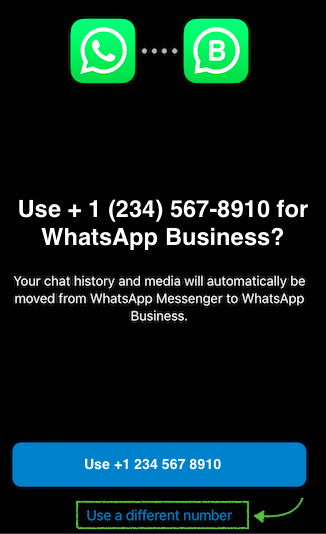 B
Use + 1 (234) 567-8910 for
WhatsApp Business?
Your chat history and media will automatically be
moved from WhatsApp Messenger to WhatsApp
Business.
Use +1 234 567 8910
Use a different number